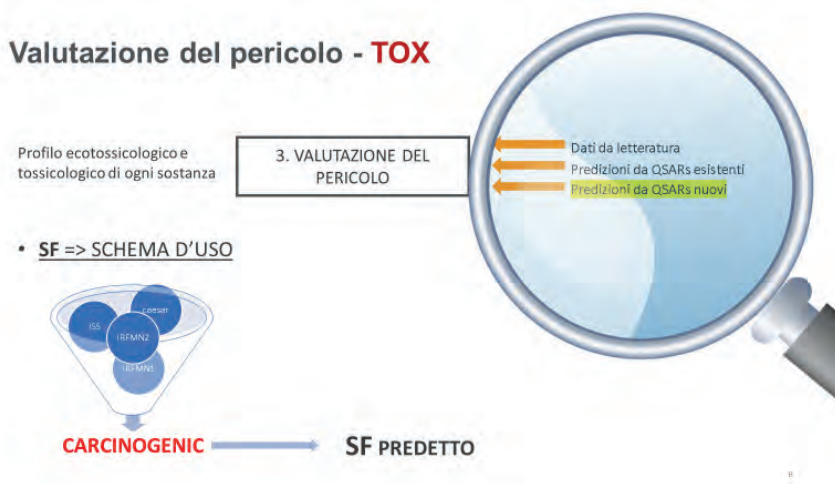 Valutazione del pericolo - TOX
Profilo ecotossicologico e
tossicologico di ogni sostanza
3. VALUTAZIONE DEL
PERICOLO
Dati da letteratura
Predizioni da QSARs esistenti
Predizioni da QSARs nuovi
• SF => SCHEMA D'USO
caesar
ISS
IRFMN2
IRFMN1
CARCINOGENIC
SF PREDETTO